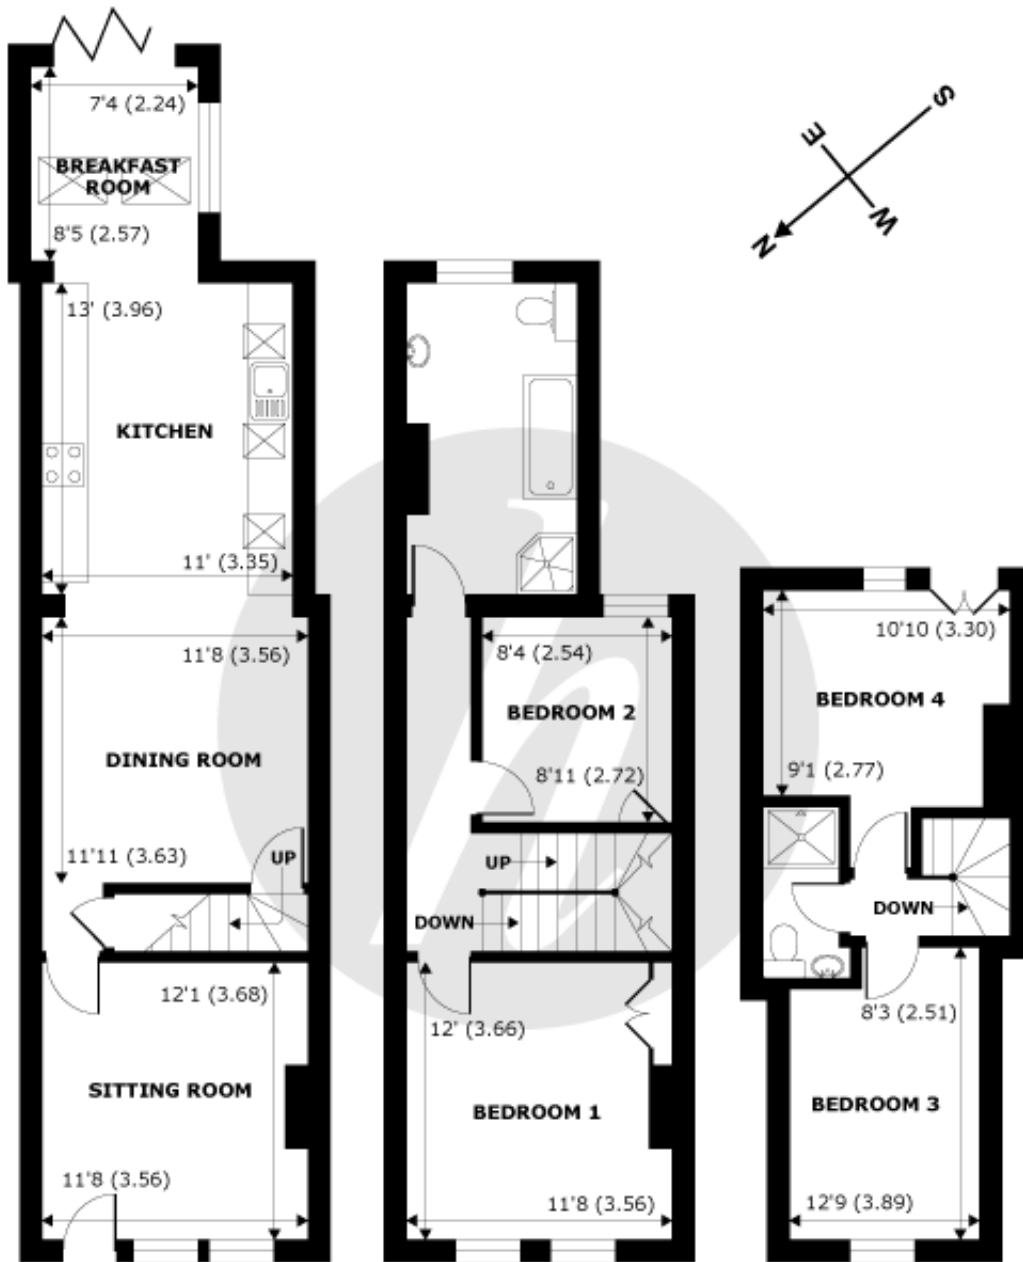 7'4 (2.24)
BREAKFAST
ROOM
8'5 (2.57)
13' (3.96)
KITCHEN
11' (3.35)
11'8 (3.56)
DINING ROOM
11'11 (3.63)
UP
12'1 (3.68)
SITTING ROOM
11'8 (3.56)
8'4 (2.54)
BEDROOM 2
8'11 (2.72)
UP
DOWN
12' (3.66)
BEDROOM 1
11'8 (3.56)
S
E
W
N
10'10 (3.30)
BEDROOM 4
9'1 (2.77)
DOWN
8'3 (2.51)
BEDROOM 3
12'9 (3.89)
h